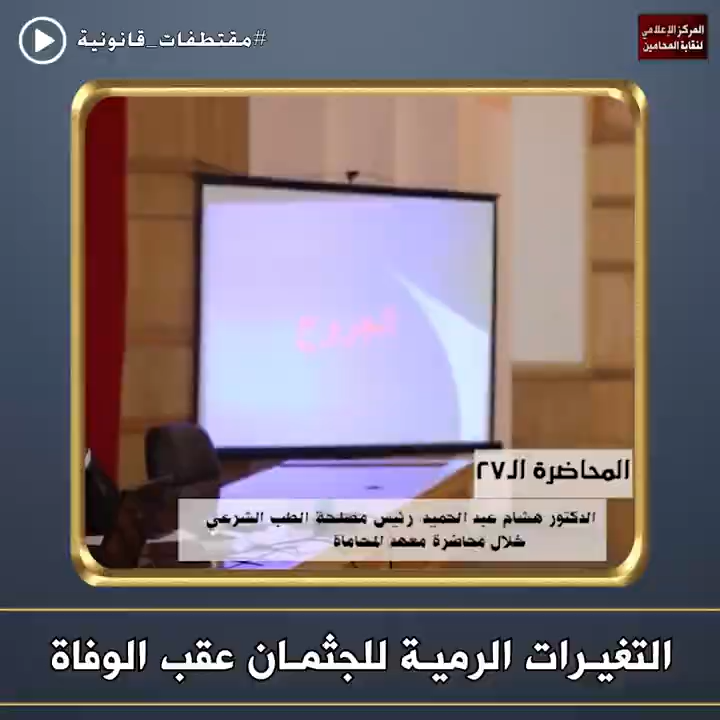 #مقتطفات_قانونية
المركز الإعلامي
لنقابة المحامين
الجروح
المحاضرة الـ٢٧
الدكتور هشام عبد الحميد رئيس مصلحة الطب الشرعي
خلال محاضرة معهد المحاماة
التغيرات الرمية للجثمان عقب الوفاة